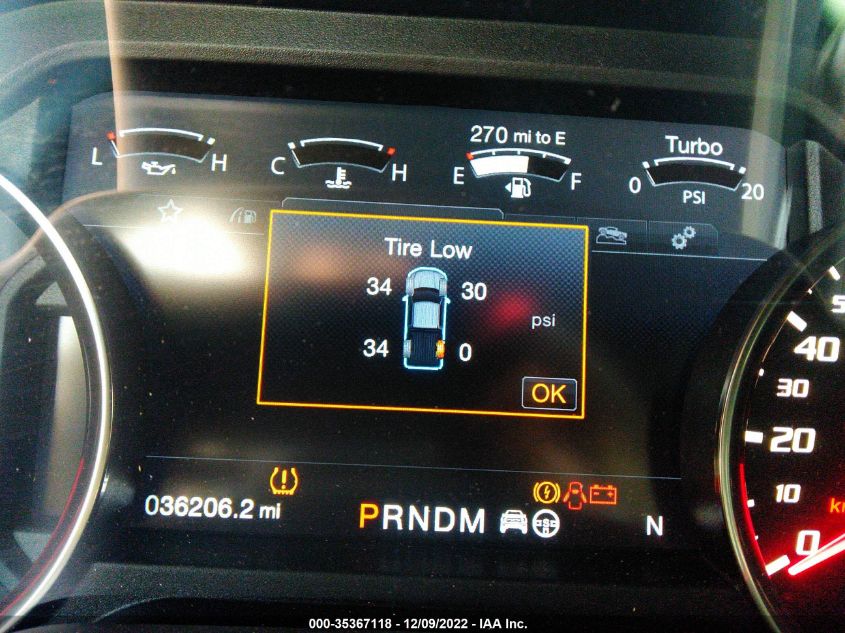 270 mi to E
Turbo
L H
C H
E F
0 PSI 20
Tire Low
34 30
psi
34 0
OK
40
30
20
10
0
036206.2 mi
PRNDM
N
000-35367118 - 12/09/2022 - IAA Inc.